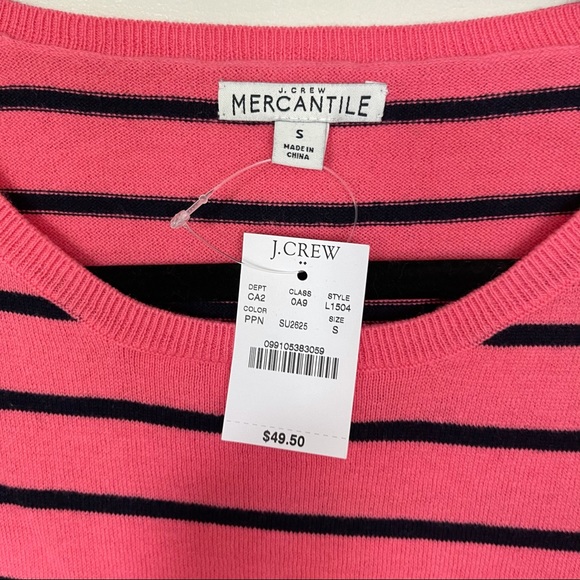 J. CREW
MERCANTILE
S
MADE IN
CHINA
J.CREW
DEPT CLASS STYLE
CA2 0A9 L1504
COLOR SIZE
PPN SU2625 S
099105383059
$49.50